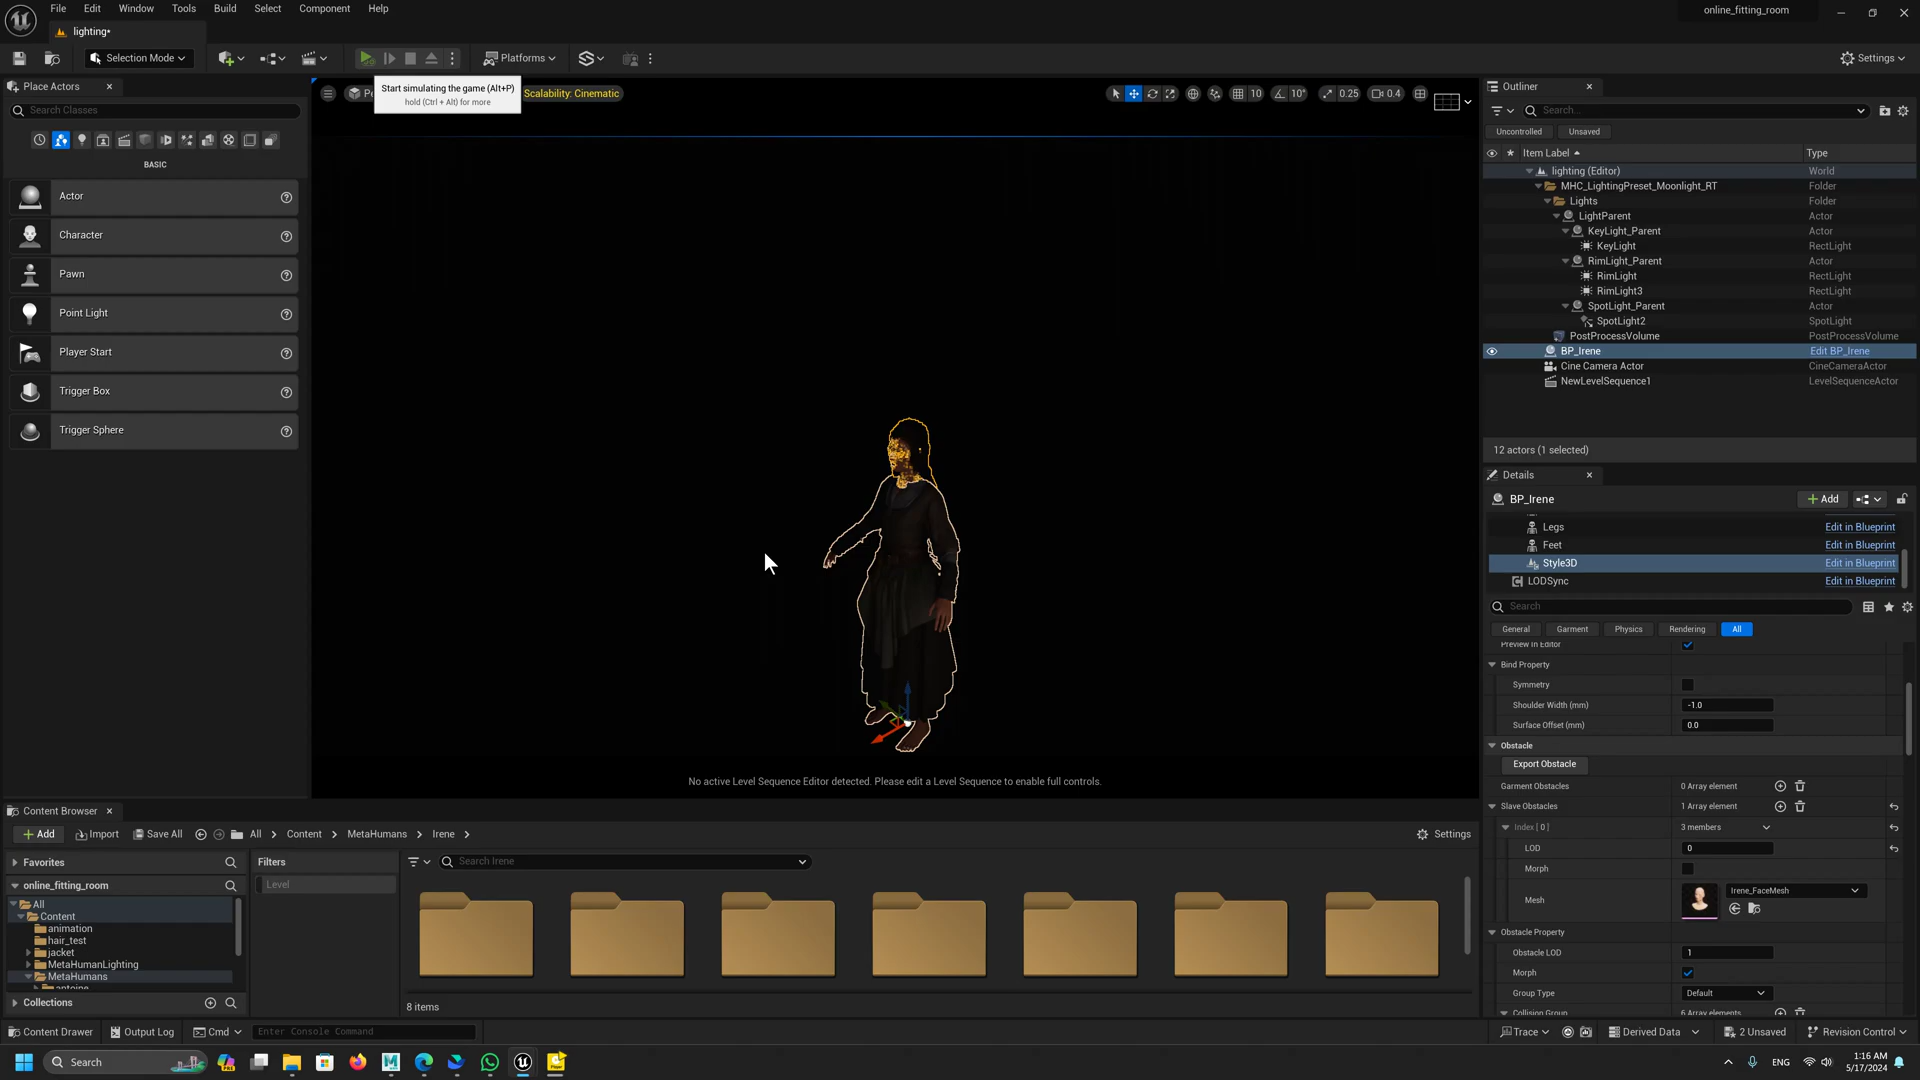 File Edit Window Tools Build Select Component Help
online_fitting_room
lighting*
Selection Mode
Platforms
Settings
Place Actors
Search Classes
BASIC
Actor
Character
Pawn
Point Light
Player Start
Trigger Box
Trigger Sphere
Start simulating the game (Alt+P)
hold (Ctrl + Alt) for more
Scalability: Cinematic
10 10° 0.25 0.4
No active Level Sequence Editor detected. Please edit a Level Sequence to enable full controls.
Outliner
Search...
Uncontrolled Unsaved
Item Label Type
lighting (Editor) World
MHC_LightingPreset_Moonlight_RT Folder
Lights Folder
LightParent Actor
KeyLight_Parent Actor
KeyLight RectLight
RimLight_Parent Actor
RimLight RectLight
RimLight3 RectLight
SpotLight_Parent Actor
SpotLight2 SpotLight
PostProcessVolume PostProcessVolume
BP_Irene Edit BP_Irene
Cine Camera Actor CineCameraActor
NewLevelSequence1 LevelSequenceActor
12 actors (1 selected)
Details
BP_Irene
Add
Legs Edit in Blueprint
Feet Edit in Blueprint
Style3D Edit in Blueprint
LODSync Edit in Blueprint
Search
General Garment Physics Rendering All
Preview In Editor
Bind Property
Symmetry
Shoulder Width (mm) -1.0
Surface Offset (mm) 0.0
Obstacle
Export Obstacle
Garment Obstacles 0 Array element
Slave Obstacles 1 Array element
Index [ 0 ] 3 members
LOD 0
Morph
Mesh Irene_FaceMesh
Obstacle Property
Obstacle LOD 1
Morph
Group Type Default
Collision Group 6 Array element
Content Browser
Add Import Save All All Content MetaHumans Irene
Settings
Favorites
online_fitting_room
All
Content
animation
hair_test
jacket
MetaHumanLighting
MetaHumans
antoine
Collections
Filters
Level
Search Irene
8 items
Content Drawer Output Log Cmd Enter Console Command
Trace Derived Data 2 Unsaved Revision Control
Search
ENG
1:16 AM
5/17/2024